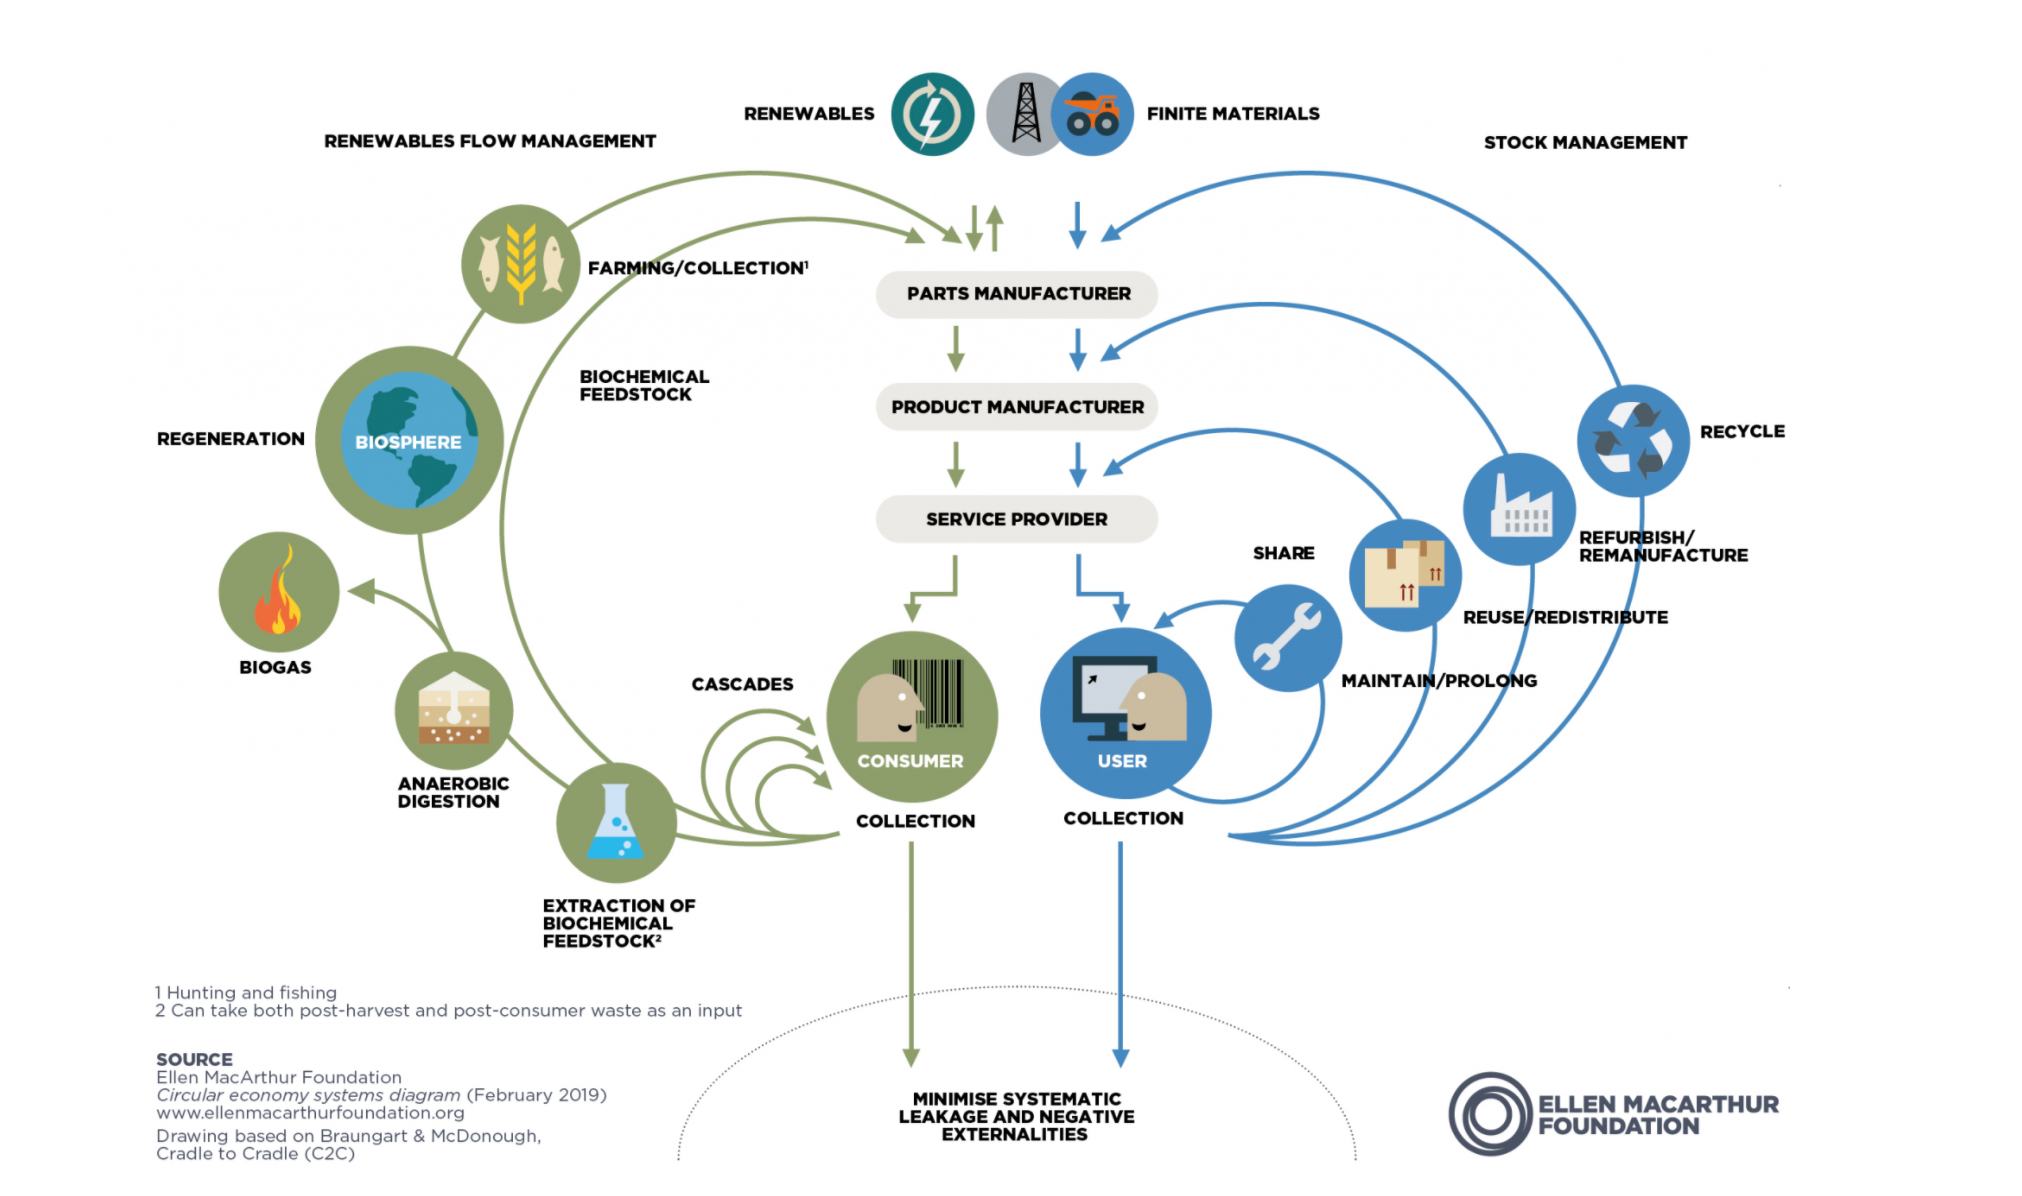 RENEWABLES
FINITE MATERIALS
RENEWABLES FLOW MANAGEMENT
STOCK MANAGEMENT
FARMING/COLLECTION¹
PARTS MANUFACTURER
BIOCHEMICAL
FEEDSTOCK
PRODUCT MANUFACTURER
REGENERATION
BIOSPHERE
RECYCLE
SERVICE PROVIDER
SHARE
REFURBISH/
REMANUFACTURE
REUSE/REDISTRIBUTE
BIOGAS
CASCADES
MAINTAIN/PROLONG
CONSUMER
USER
ANAEROBIC
DIGESTION
COLLECTION
COLLECTION
EXTRACTION OF
BIOCHEMICAL
FEEDSTOCK²
1 Hunting and fishing
2 Can take both post-harvest and post-consumer waste as an input
SOURCE
Ellen MacArthur Foundation
Circular economy systems diagram (February 2019)
www.ellenmacarthurfoundation.org
Drawing based on Braungart & McDonough,
Cradle to Cradle (C2C)
MINIMISE SYSTEMATIC
LEAKAGE AND NEGATIVE
EXTERNALITIES
ELLEN MACARTHUR
FOUNDATION